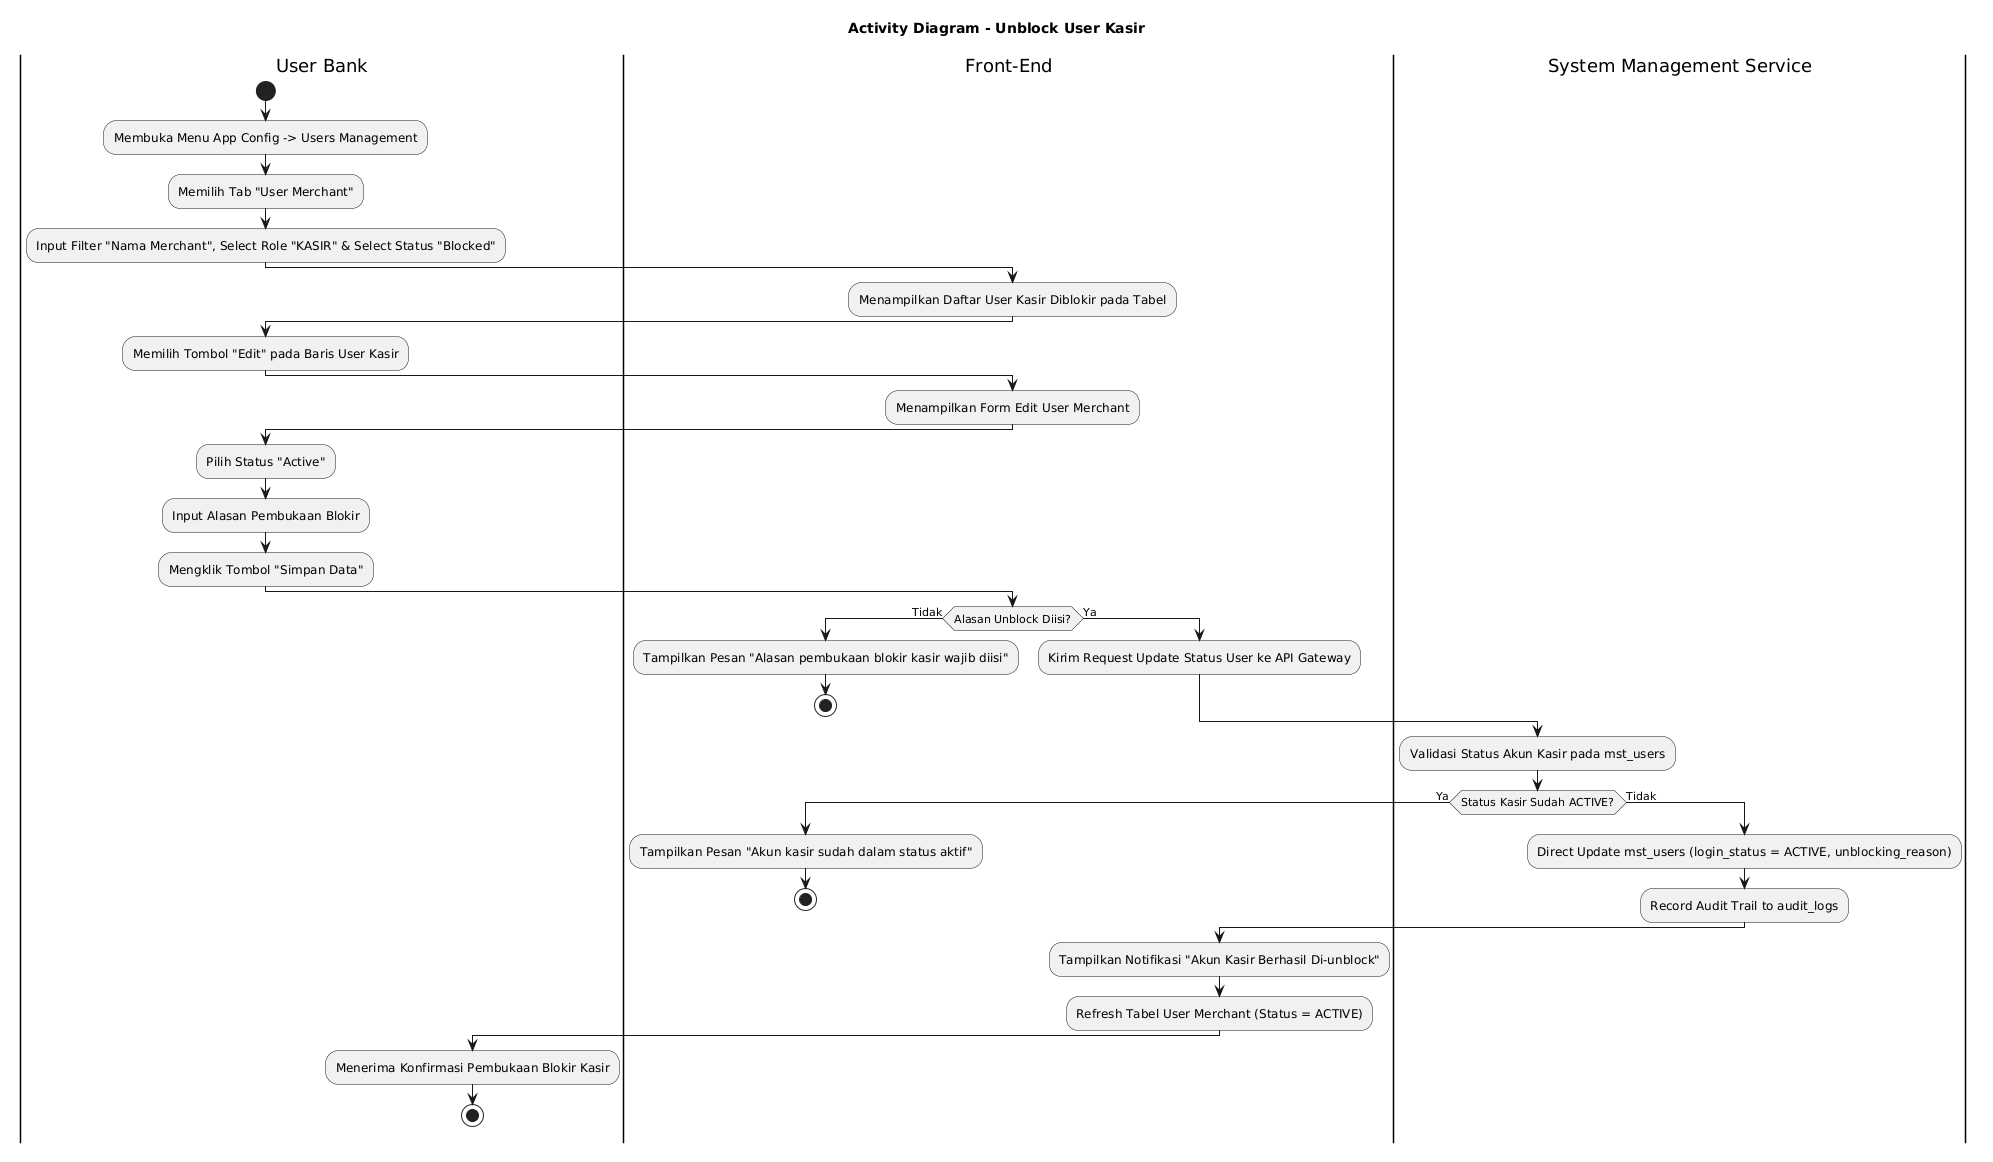 Activity Diagram - Unblock User Kasir
User Bank
Front-End
System Management Service
Membuka Menu App Config -> Users Management
Memilih Tab "User Merchant"
Input Filter "Nama Merchant", Select Role "KASIR" & Select Status "Blocked"
Menampilkan Daftar User Kasir Diblokir pada Tabel
Memilih Tombol "Edit" pada Baris User Kasir
Menampilkan Form Edit User Merchant
Pilih Status "Active"
Input Alasan Pembukaan Blokir
Mengklik Tombol "Simpan Data"
Tidak
Alasan Unblock Diisi?
Ya
Tampilkan Pesan "Alasan pembukaan blokir kasir wajib diisi"
Kirim Request Update Status User ke API Gateway
Validasi Status Akun Kasir pada mst_users
Ya
Status Kasir Sudah ACTIVE?
Tidak
Tampilkan Pesan "Akun kasir sudah dalam status aktif"
Direct Update mst_users (login_status = ACTIVE, unblocking_reason)
Record Audit Trail to audit_logs
Tampilkan Notifikasi "Akun Kasir Berhasil Di-unblock"
Refresh Tabel User Merchant (Status = ACTIVE)
Menerima Konfirmasi Pembukaan Blokir Kasir